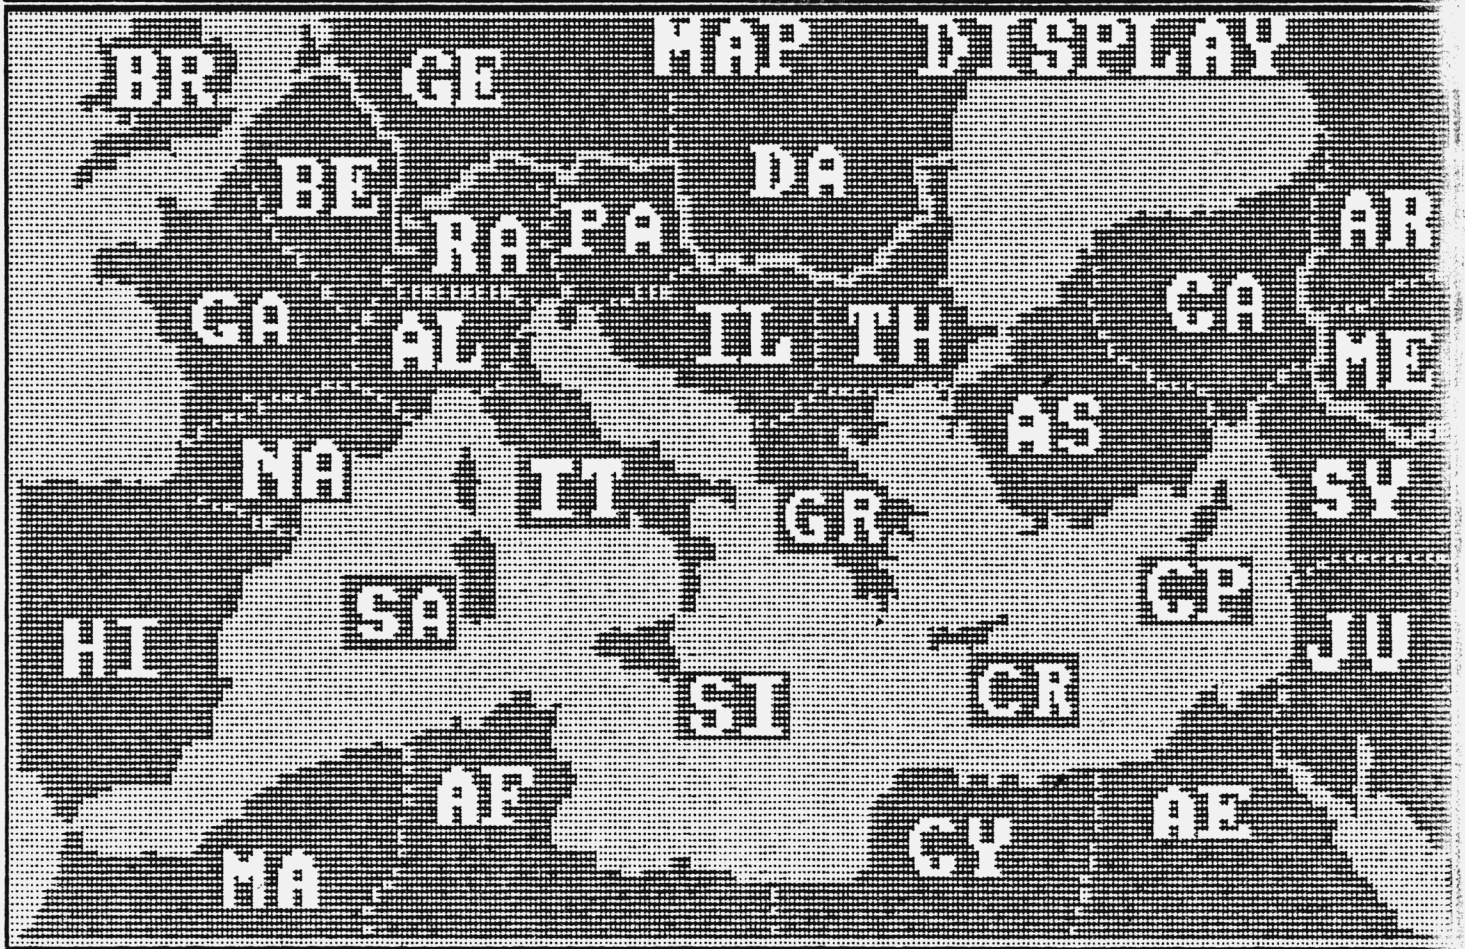 MAP DISPLAY
BR GE
BE DA
RA PA AR
GA AL IL TH CA ME
NA IT GR AS SY
HI SA CP JU
SI CR
MA AF CY AE